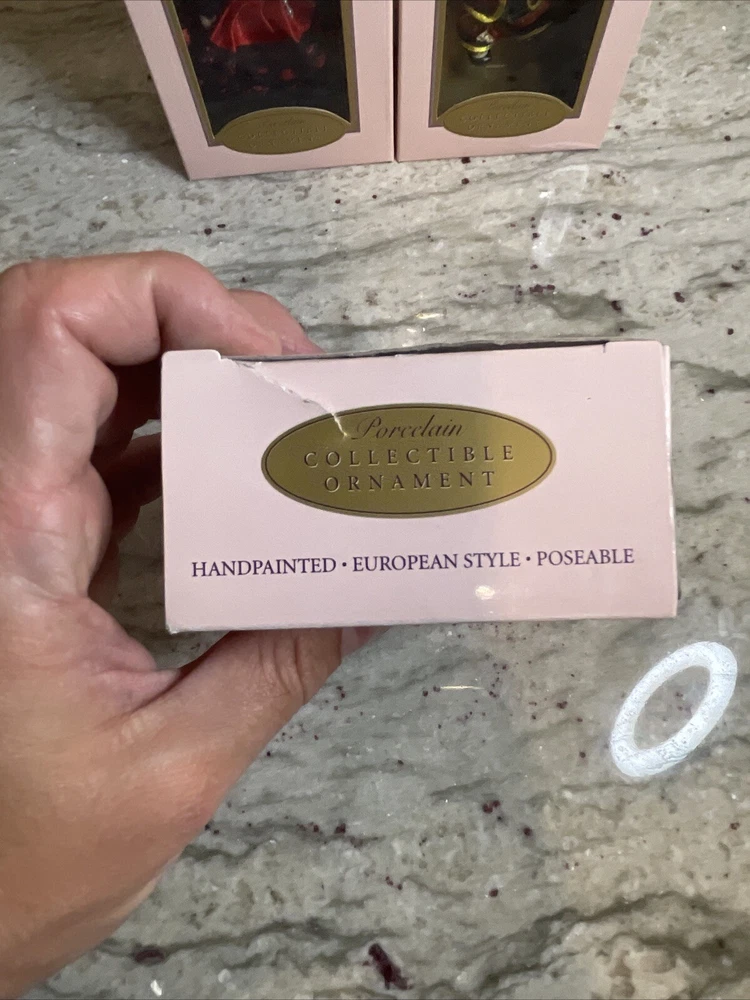 Porcelain
COLLECTIBLE
ORNAMENT
HANDPAINTED • EUROPEAN STYLE • POSEABLE